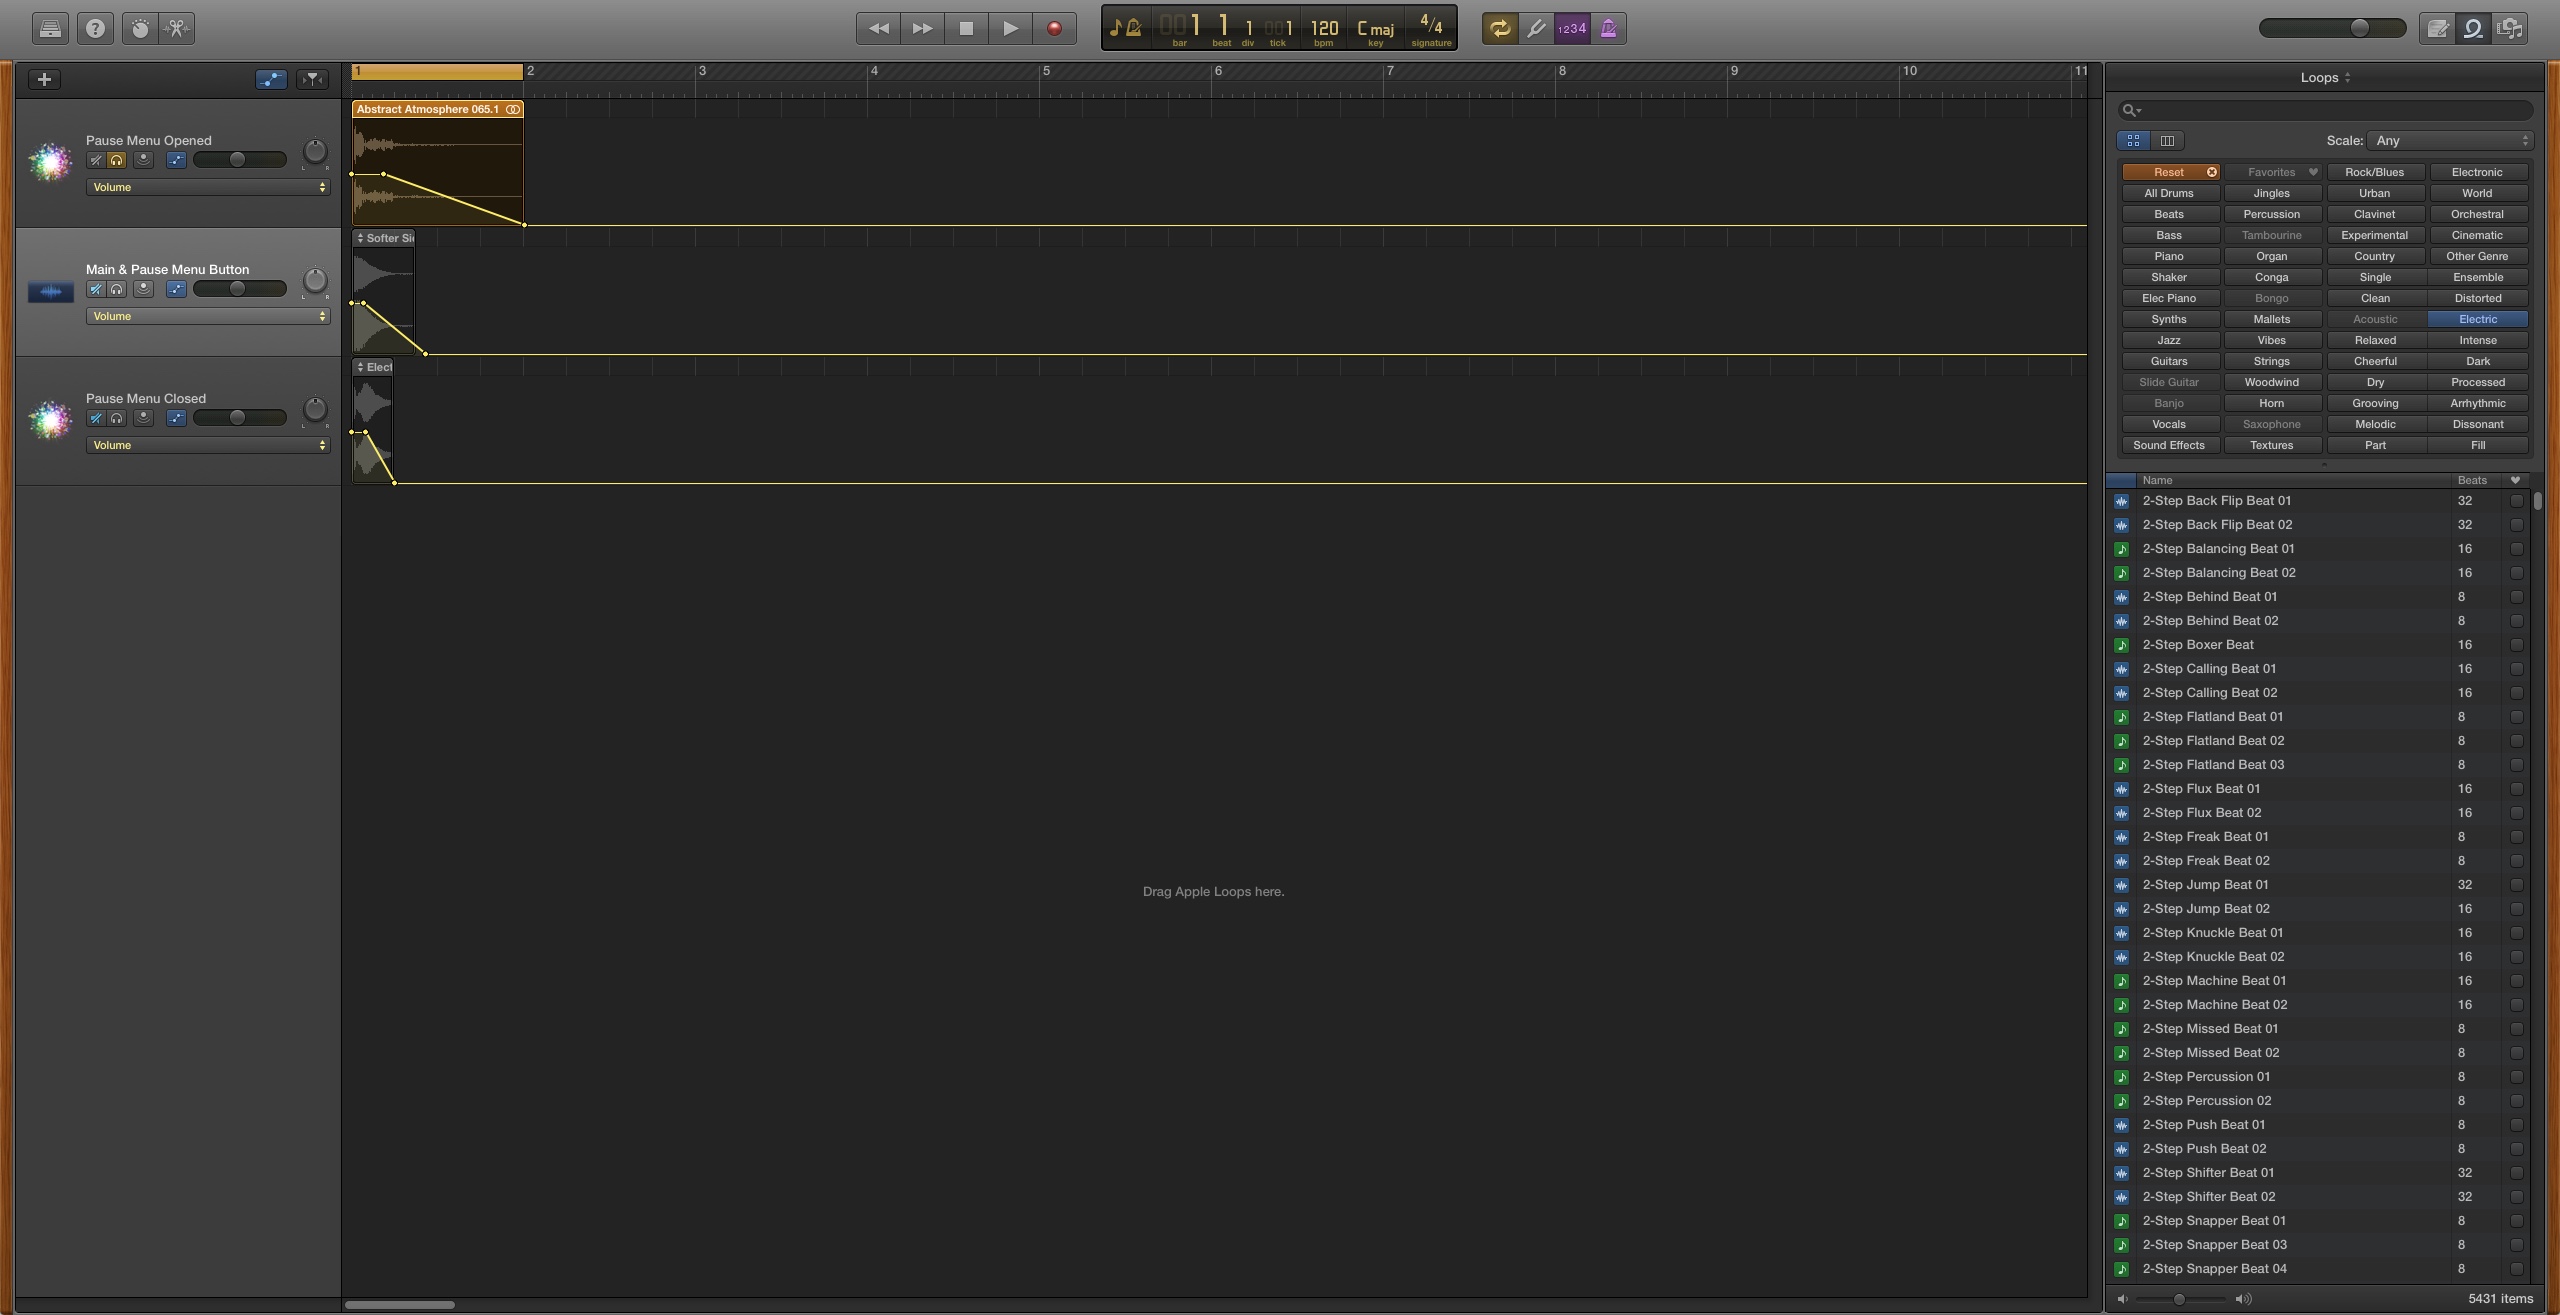 001 1 1 001 120 C maj 4/4
bar beat div tick bpm key signature
1234
1 2 3 4 5 6 7 8 9 10 11
Loops
Abstract Atmosphere 065.1
Pause Menu Opened
L R
Volume
Softer Si
Main & Pause Menu Button
L R
Volume
Elect
Pause Menu Closed
L R
Volume
Drag Apple Loops here.
Scale: Any
Reset Favorites Rock/Blues Electronic
All Drums Jingles Urban World
Beats Percussion Clavinet Orchestral
Bass Tambourine Experimental Cinematic
Piano Organ Country Other Genre
Shaker Conga Single Ensemble
Elec Piano Bongo Clean Distorted
Synths Mallets Acoustic Electric
Jazz Vibes Relaxed Intense
Guitars Strings Cheerful Dark
Slide Guitar Woodwind Dry Processed
Banjo Horn Grooving Arrhythmic
Vocals Saxophone Melodic Dissonant
Sound Effects Textures Part Fill
Name Beats
2-Step Back Flip Beat 01 32
2-Step Back Flip Beat 02 32
2-Step Balancing Beat 01 16
2-Step Balancing Beat 02 16
2-Step Behind Beat 01 8
2-Step Behind Beat 02 8
2-Step Boxer Beat 16
2-Step Calling Beat 01 16
2-Step Calling Beat 02 16
2-Step Flatland Beat 01 8
2-Step Flatland Beat 02 8
2-Step Flatland Beat 03 8
2-Step Flux Beat 01 16
2-Step Flux Beat 02 16
2-Step Freak Beat 01 8
2-Step Freak Beat 02 8
2-Step Jump Beat 01 32
2-Step Jump Beat 02 16
2-Step Knuckle Beat 01 16
2-Step Knuckle Beat 02 16
2-Step Machine Beat 01 16
2-Step Machine Beat 02 16
2-Step Missed Beat 01 8
2-Step Missed Beat 02 8
2-Step Percussion 01 8
2-Step Percussion 02 8
2-Step Push Beat 01 8
2-Step Push Beat 02 8
2-Step Shifter Beat 01 32
2-Step Shifter Beat 02 32
2-Step Snapper Beat 01 8
2-Step Snapper Beat 03 8
2-Step Snapper Beat 04 8
5431 items